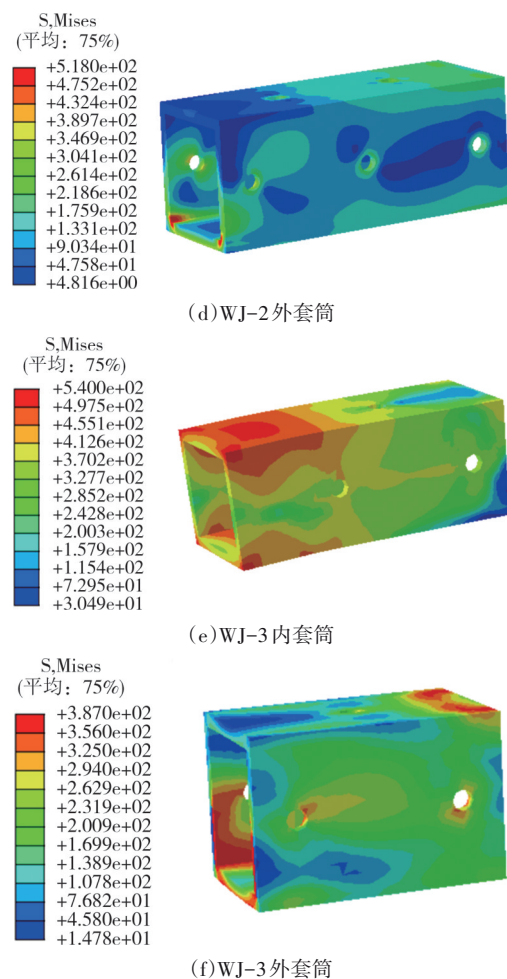 S,Mises
(平均：75%)
+5.180e+02
+4.752e+02
+4.324e+02
+3.897e+02
+3.469e+02
+3.041e+02
+2.614e+02
+2.186e+02
+1.759e+02
+1.331e+02
+9.034e+01
+4.758e+01
+4.816e+00
(d)WJ-2外套筒
S,Mises
(平均：75%)
+5.400e+02
+4.975e+02
+4.551e+02
+4.126e+02
+3.702e+02
+3.277e+02
+2.852e+02
+2.428e+02
+2.003e+02
+1.579e+02
+1.154e+02
+7.295e+01
+3.049e+01
(e)WJ-3内套筒
S,Mises
(平均：75%)
+3.870e+02
+3.560e+02
+3.250e+02
+2.940e+02
+2.629e+02
+2.319e+02
+2.009e+02
+1.699e+02
+1.389e+02
+1.078e+02
+7.682e+01
+4.580e+01
+1.478e+01
(f)WJ-3外套筒